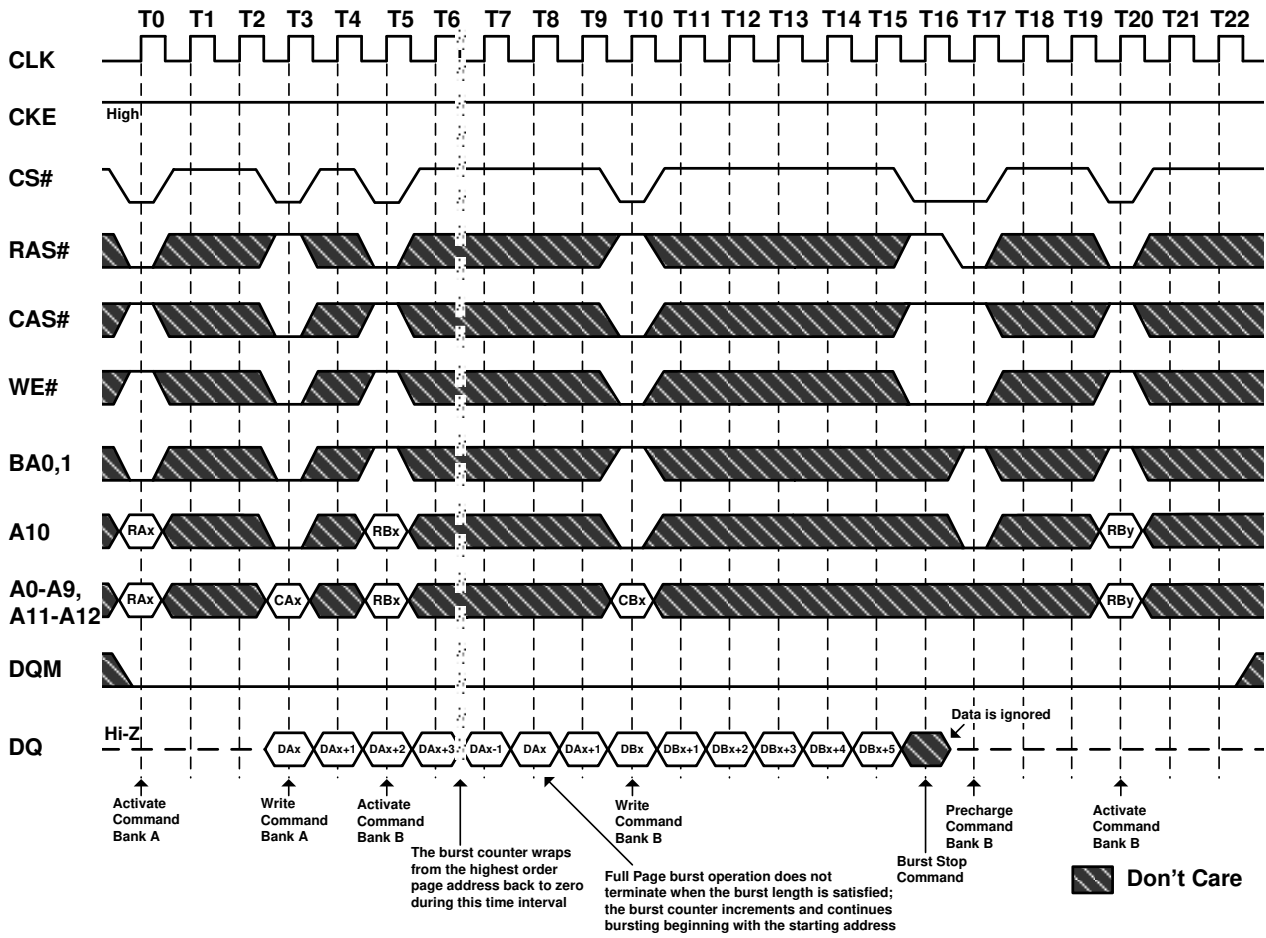 T0 T1 T2 T3 T4 T5 T6 T7 T8 T9 T10 T11 T12 T13 T14 T15 T16 T17 T18 T19 T20 T21 T22
CLK
CKE High
CS#
RAS#
CAS#
WE#
BA0,1
A10 RAx RBx RBy
A0-A9,
A11-A12 RAx CAx RBx CBx RBy
DQM
Data is ignored
DQ Hi-Z DAx DAx+1 DAx+2 DAx+3 DAx-1 DAx DAx+1 DBx DBx+1 DBx+2 DBx+3 DBx+4 DBx+5
Activate
Command
Bank A
Write
Command
Bank A
Activate
Command
Bank B
The burst counter wraps
from the highest order
page address back to zero
during this time interval
Write
Command
Bank B
Full Page burst operation does not
terminate when the burst length is satisfied;
the burst counter increments and continues
bursting beginning with the starting address
Burst Stop
Command
Precharge
Command
Bank B
Activate
Command
Bank B
Don't Care